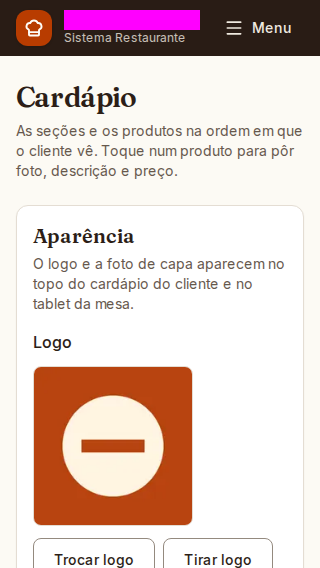 Sistema Restaurante
Menu
Cardápio
As seções e os produtos na ordem em que
o cliente vê. Toque num produto para pôr
foto, descrição e preço.
Aparência
O logo e a foto de capa aparecem no
topo do cardápio do cliente e no
tablet da mesa.
Logo
Trocar logo
Tirar logo